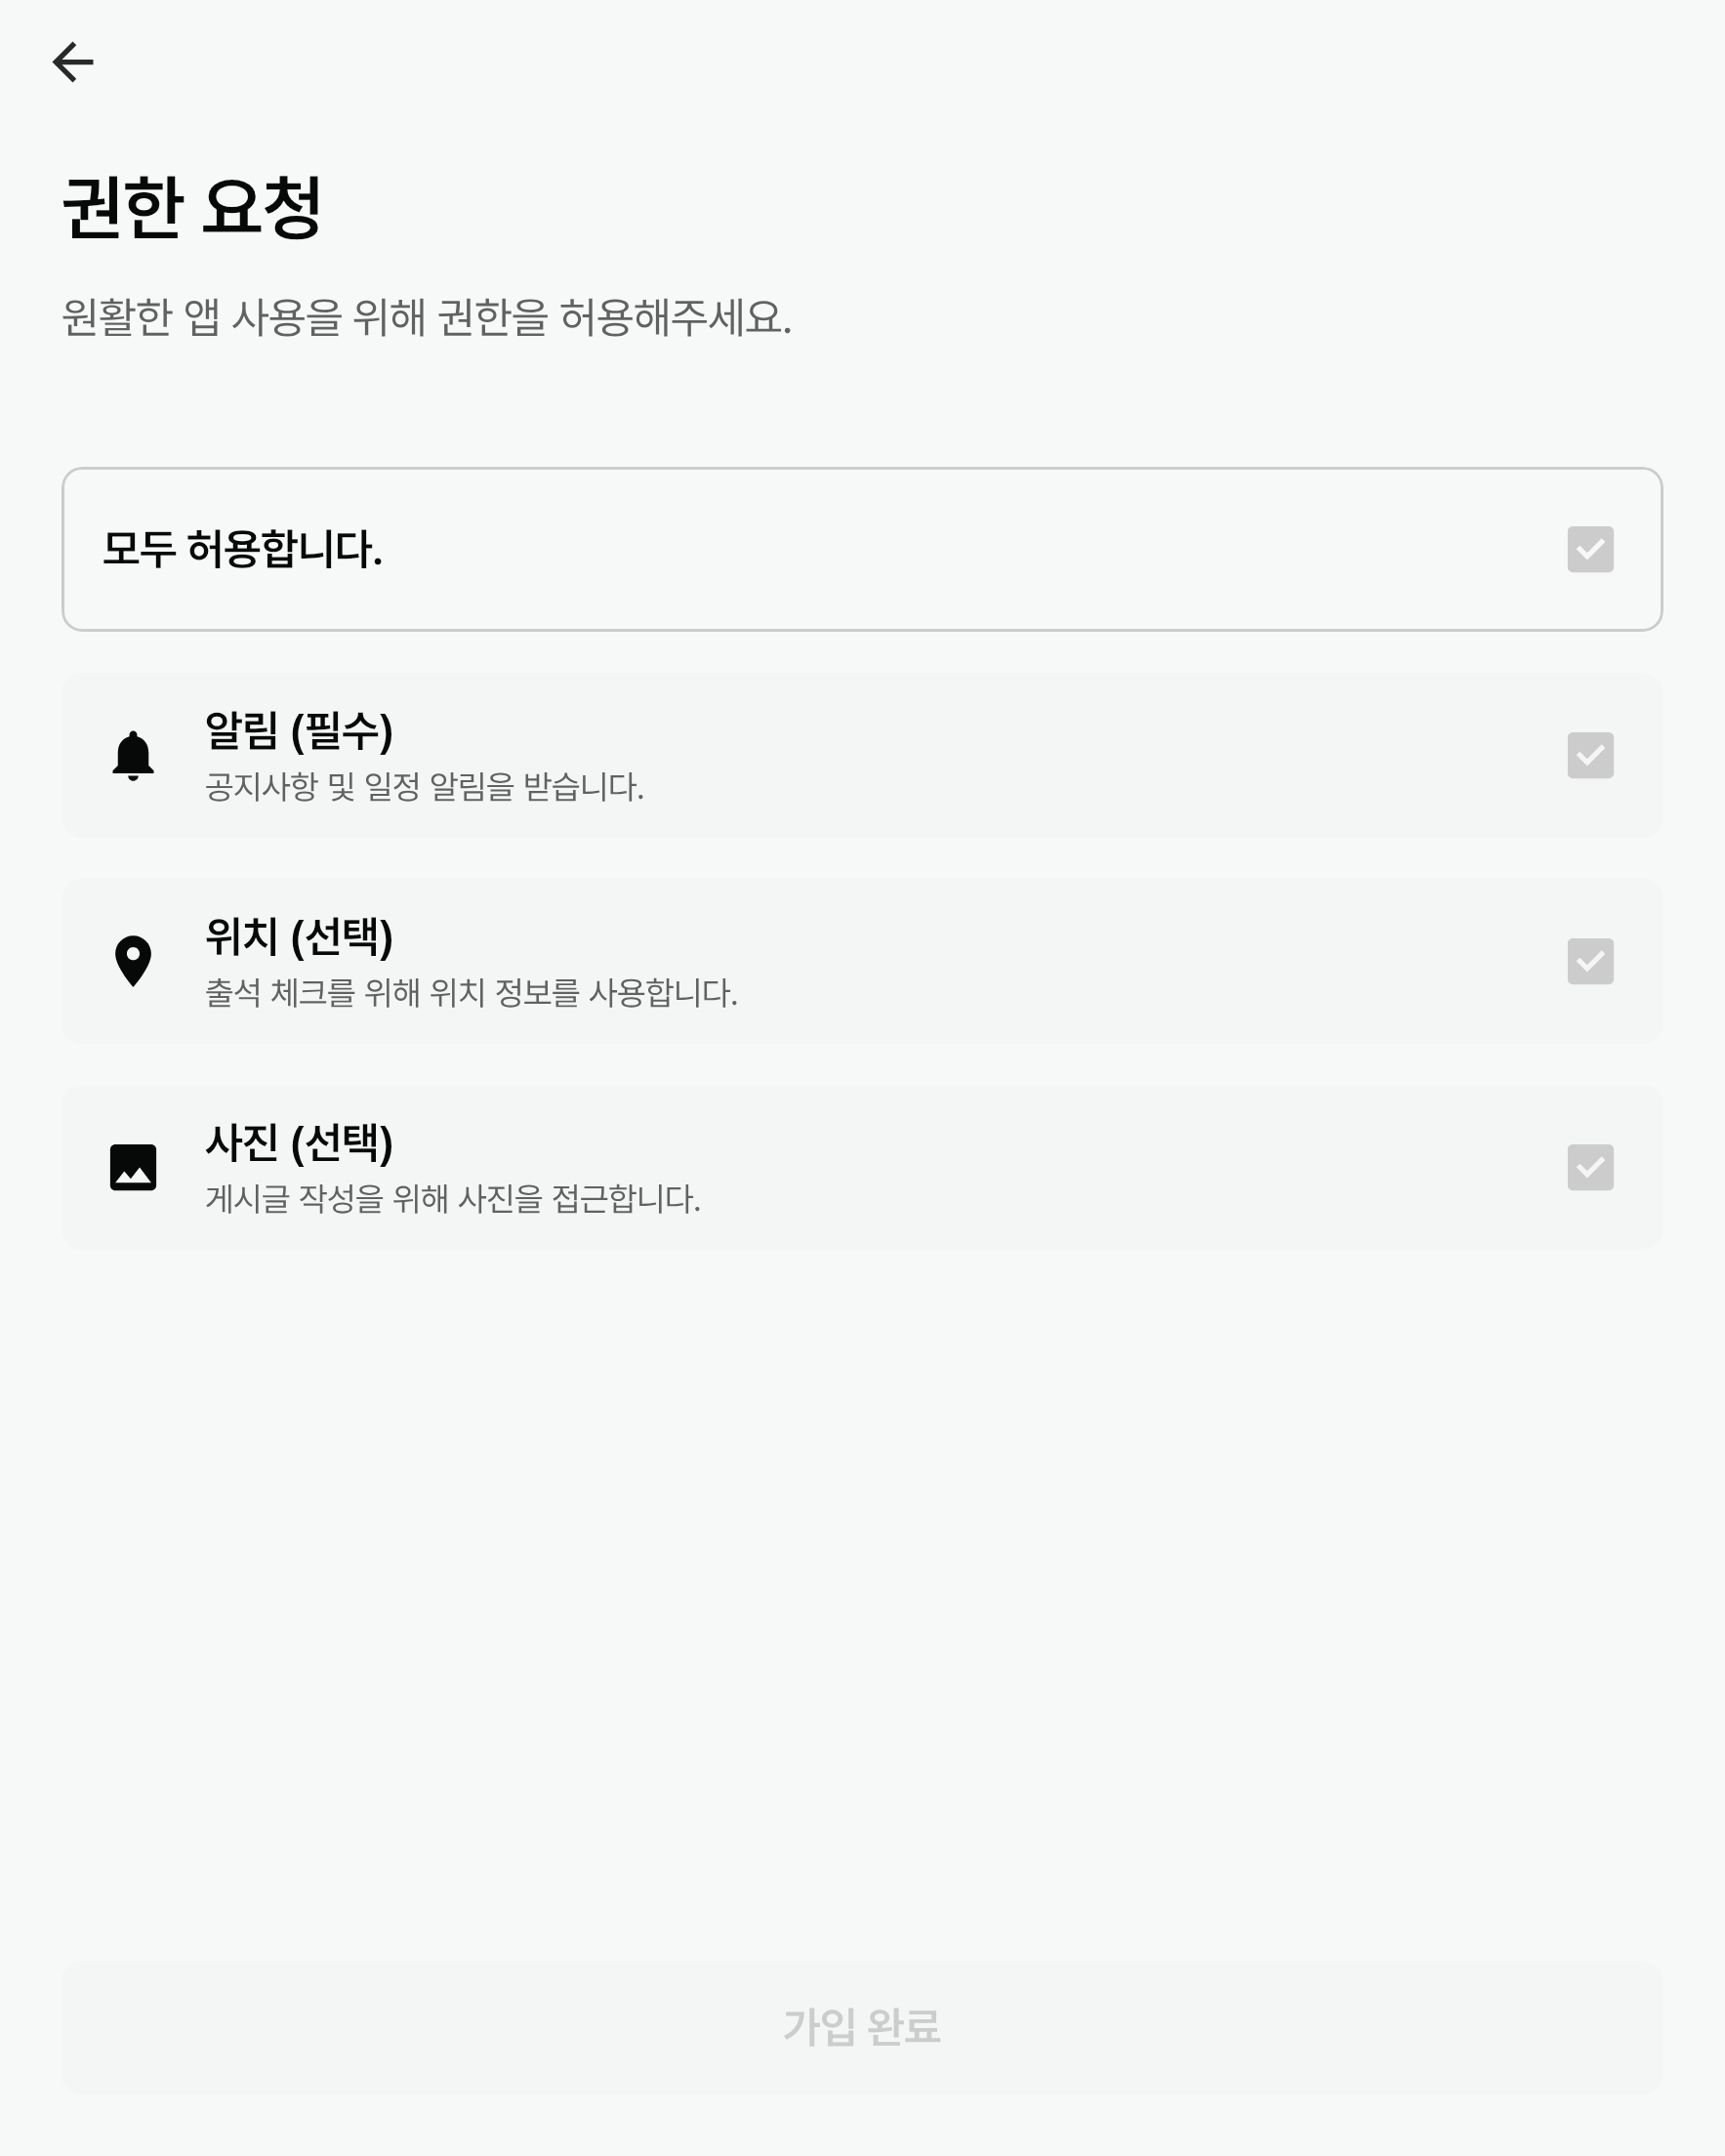 권한 요청
원활한 앱 사용을 위해 권한을 허용해주세요.
모두 허용합니다.
알림 (필수)
공지사항 및 일정 알림을 받습니다.
위치 (선택)
출석 체크를 위해 위치 정보를 사용합니다.
사진 (선택)
게시글 작성을 위해 사진을 접근합니다.
가입 완료